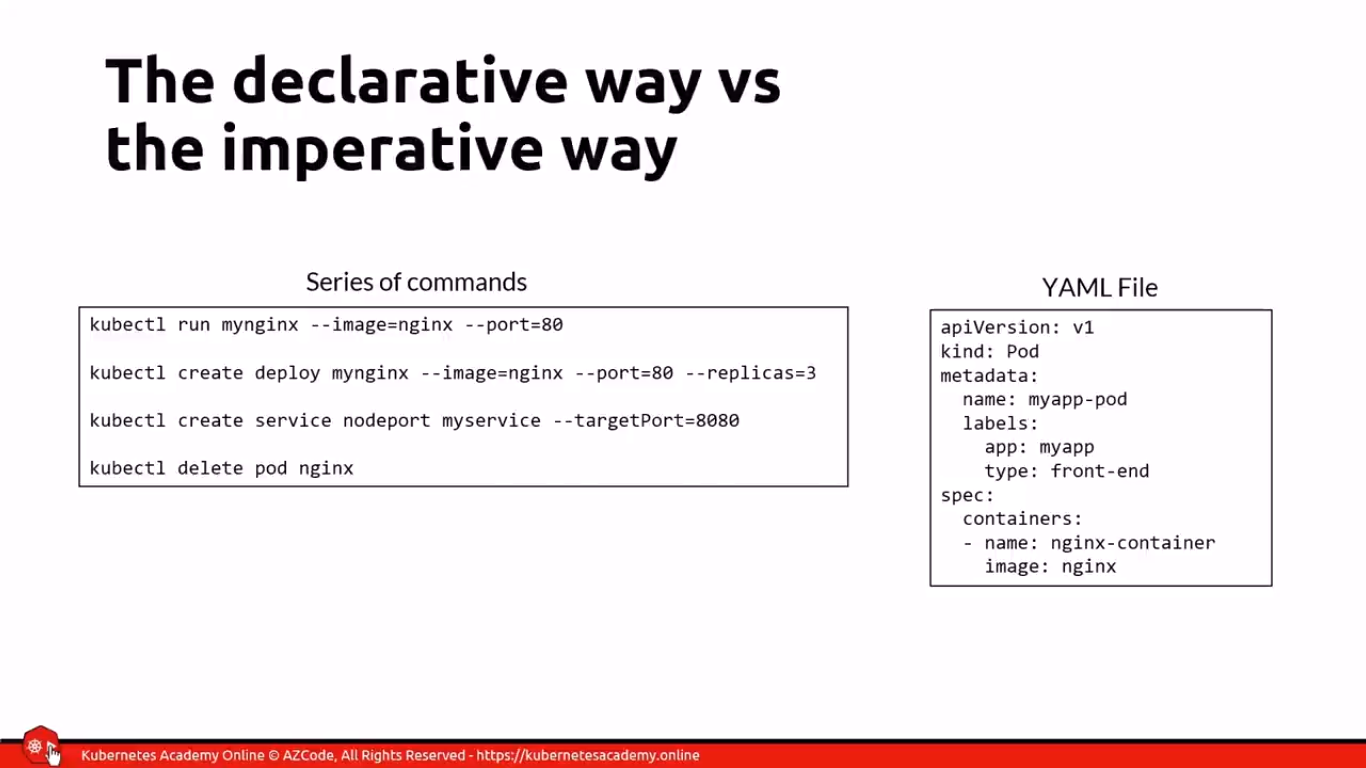 The declarative way vs
the imperative way
Series of commands
kubectl run mynginx --image=nginx --port=80
kubectl create deploy mynginx --image=nginx --port=80 --replicas=3
kubectl create service nodeport myservice --targetPort=8080
kubectl delete pod nginx
YAML File
apiVersion: v1
kind: Pod
metadata:
  name: myapp-pod
  labels:
    app: myapp
    type: front-end
spec:
  containers:
  - name: nginx-container
    image: nginx
Kubernetes Academy Online © AZCode, All Rights Reserved - https://kubernetesacademy.online